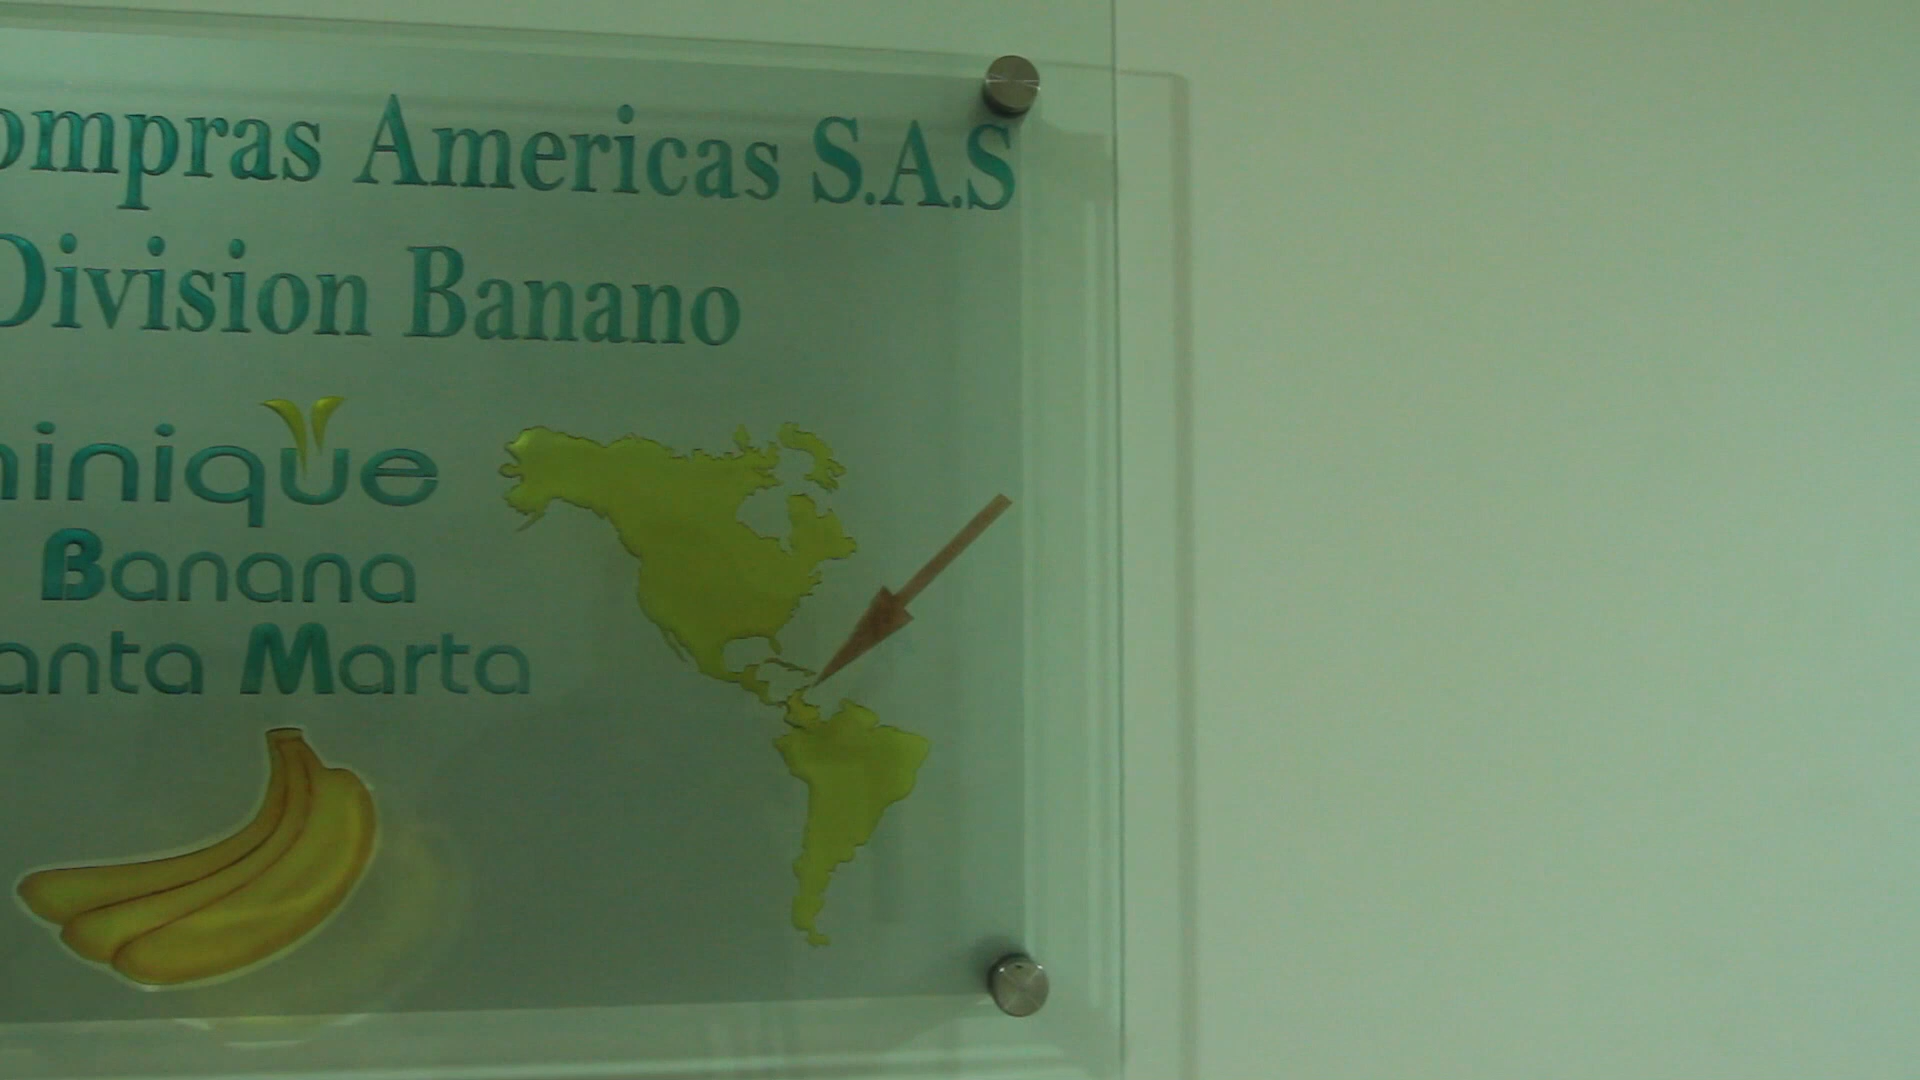 ompras Americas S.A.S
Division Banano
inique
Banana
anta Marta